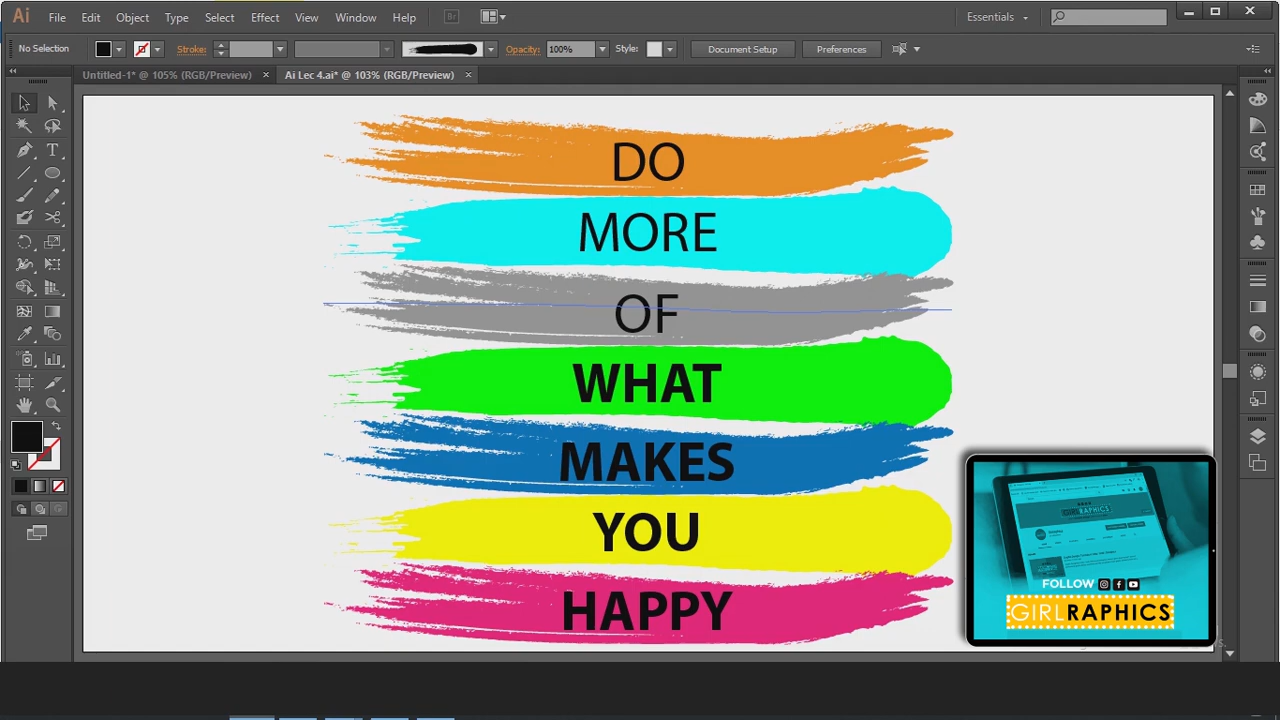 Ai File Edit Object Type Select Effect View Window Help Br Essentials
No Selection Stroke: Opacity: 100% Style: Document Setup Preferences
Untitled-1* @ 105% (RGB/Preview) × Ai Lec 4.ai* @ 103% (RGB/Preview) ×
DO
MORE
OF
WHAT
MAKES
YOU
HAPPY
FOLLOW
GIRLRAPHICS